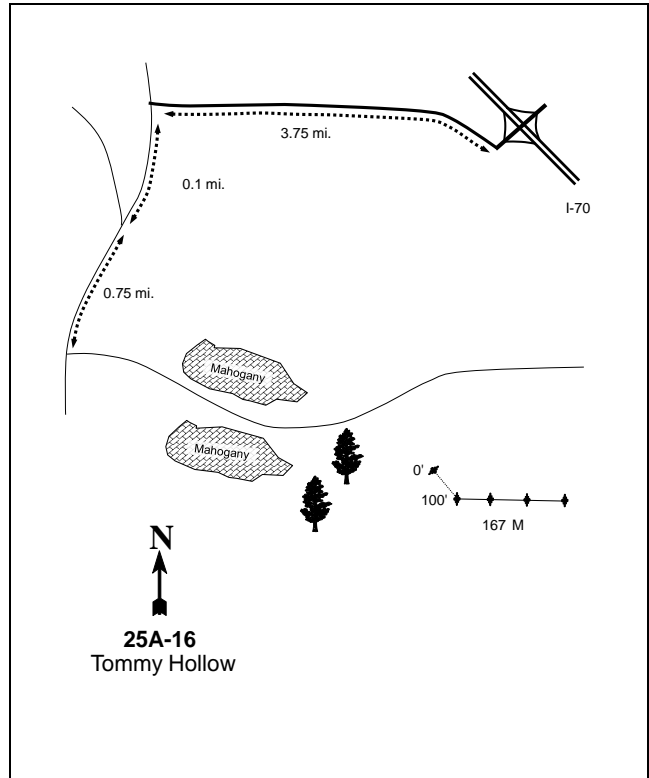 3.75 mi.
0.1 mi.
I-70
0.75 mi.
Mahogany
Mahogany
0'
100'
167 M
N
25A-16
Tommy Hollow